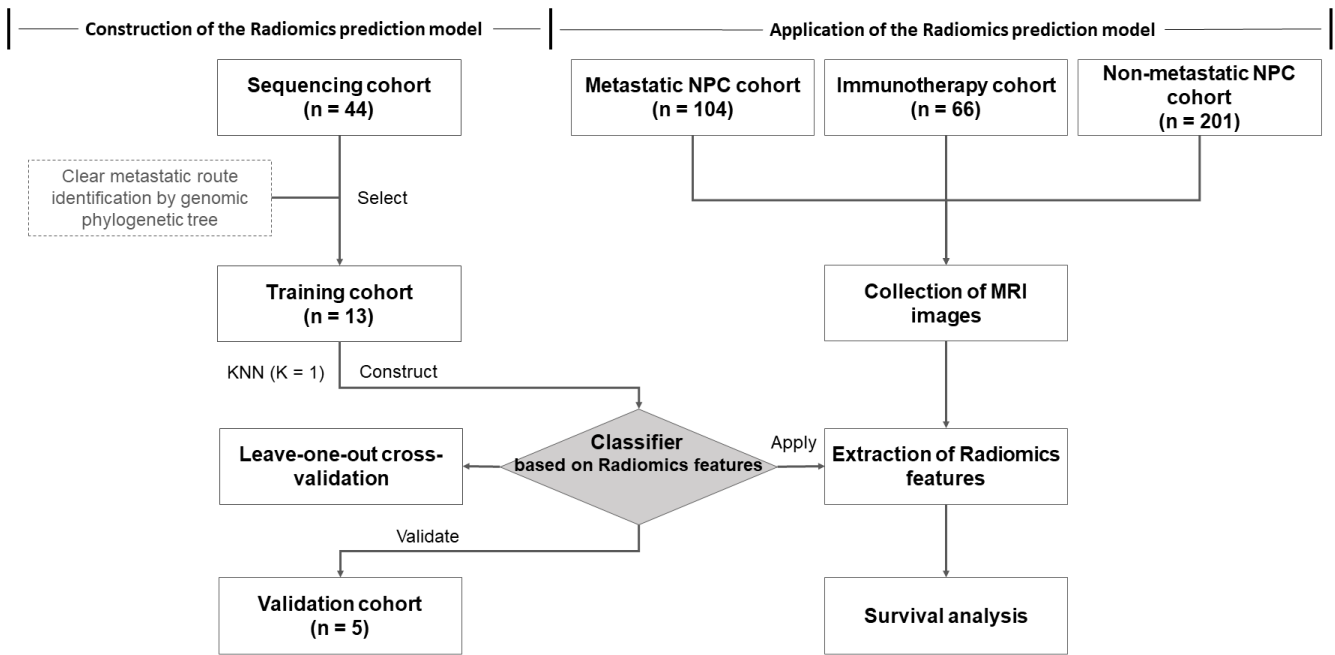 Construction of the Radiomics prediction model
Application of the Radiomics prediction model
Sequencing cohort
(n = 44)
Metastatic NPC cohort
(n = 104)
Immunotherapy cohort
(n = 66)
Non-metastatic NPC
cohort
(n = 201)
Clear metastatic route
identification by genomic
phylogenetic tree
Select
Training cohort
(n = 13)
Collection of MRI
images
KNN (K = 1)
Construct
Classifier
based on Radiomics features
Apply
Leave-one-out cross-
validation
Extraction of Radiomics
features
Validate
Validation cohort
(n = 5)
Survival analysis